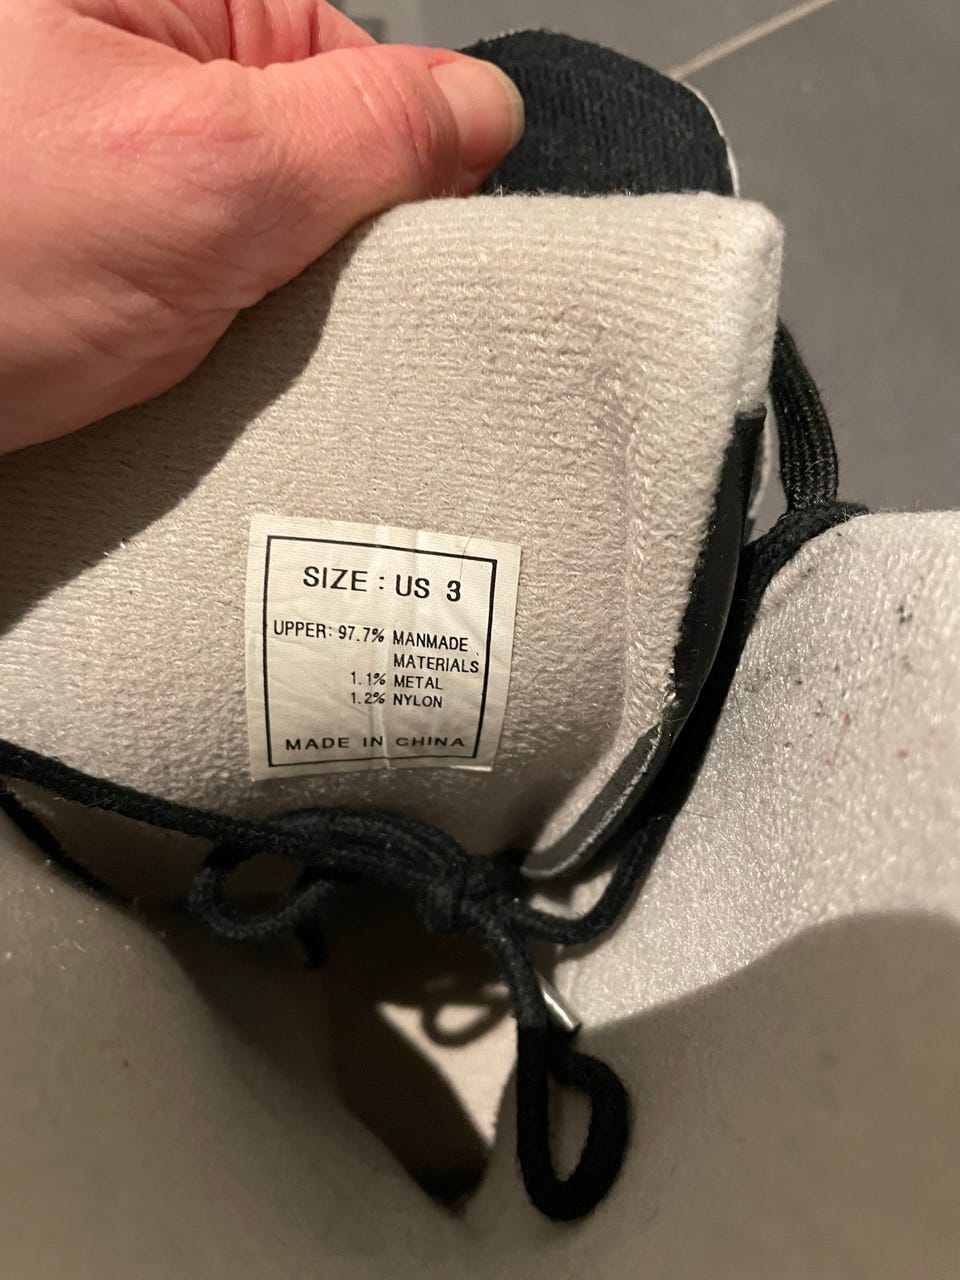 SIZE : US 3
UPPER: 97.7% MANMADE
MATERIALS
1.1% METAL
1.2% NYLON
MADE IN CHINA